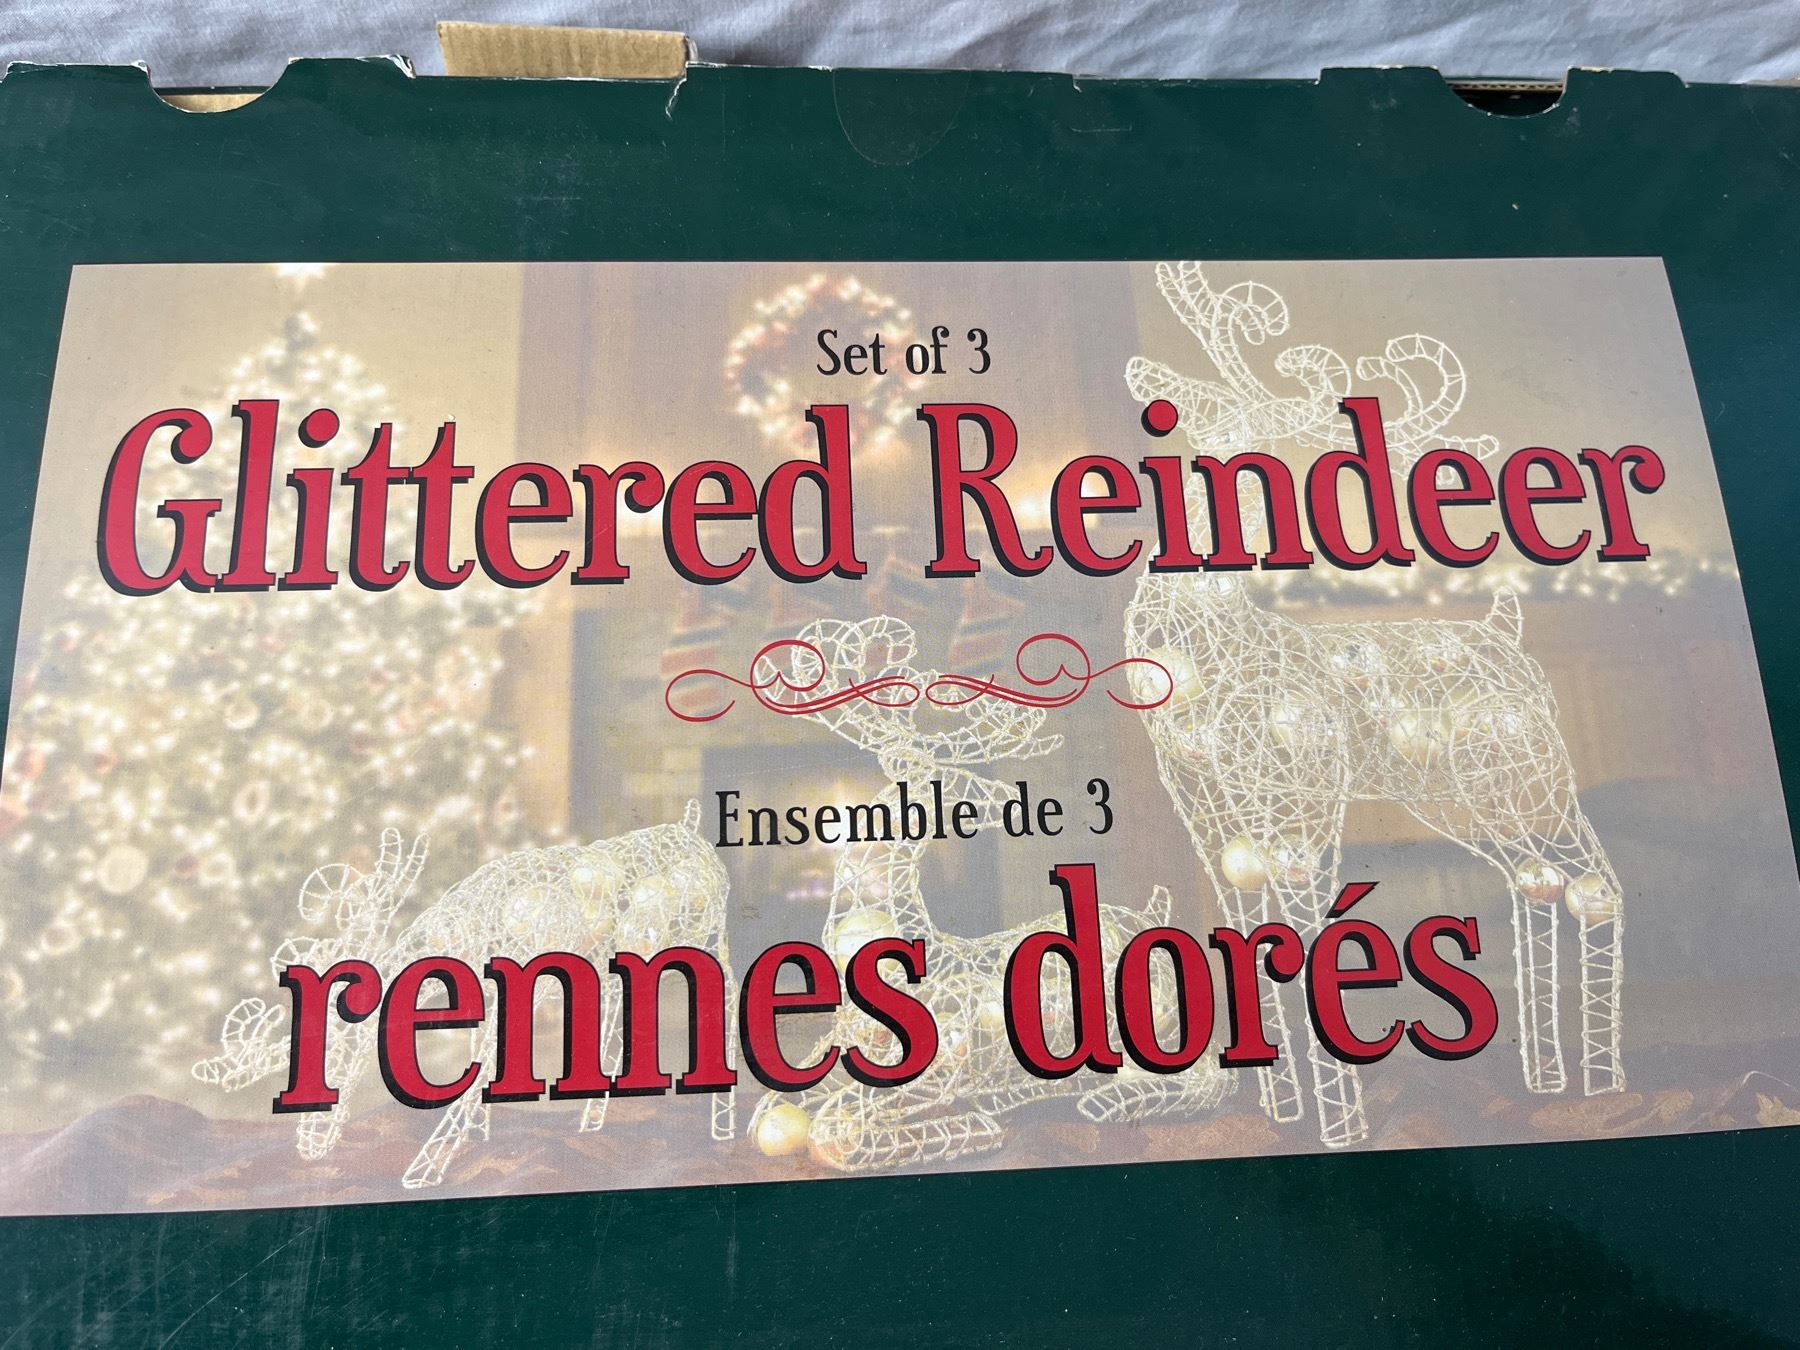 Set of 3
Glittered Reindeer
Ensemble de 3
rennes dorés